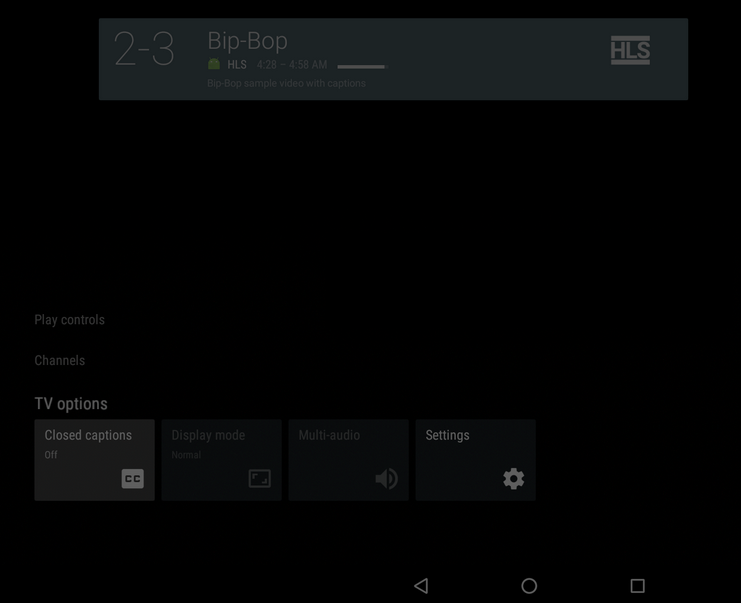 2-3
Bip-Bop
HLS 4:28 – 4:58 AM
Bip-Bop sample video with captions
HLS
Play controls
Channels
TV options
Closed captions
Off
CC
Display mode
Normal
Multi-audio
Settings